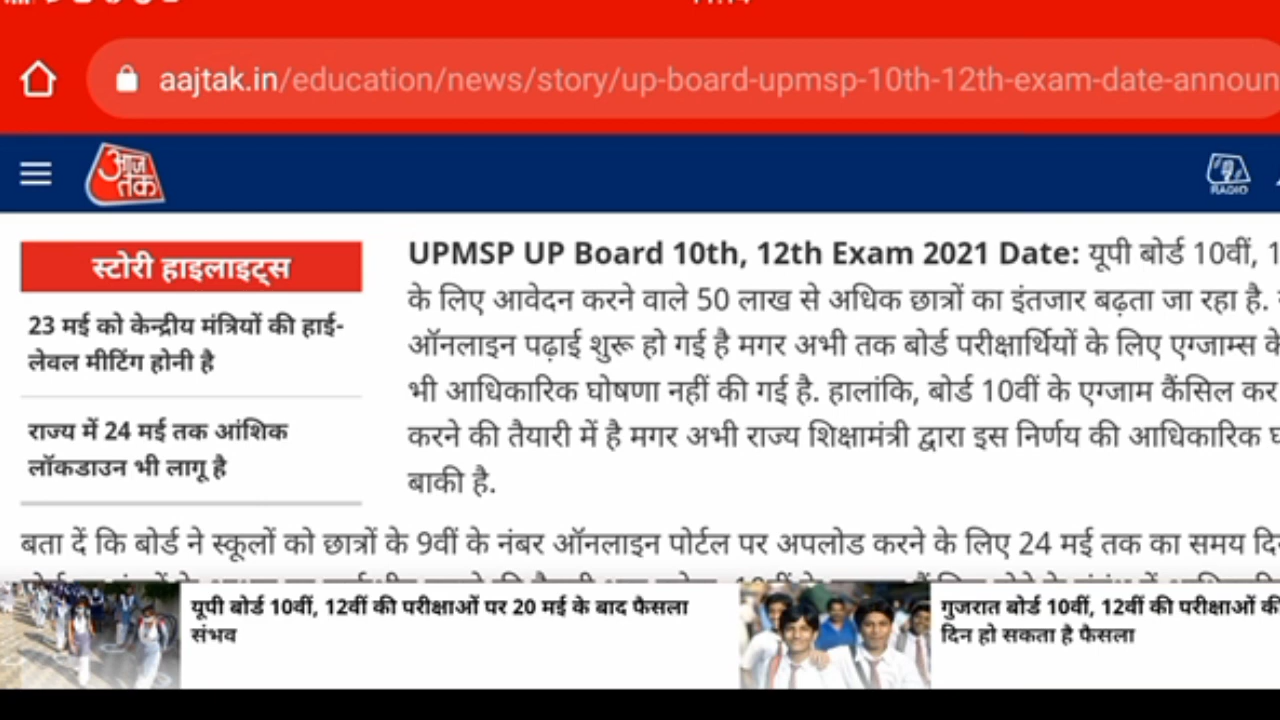 aajtak.in/education/news/story/up-board-upmsp-10th-12th-exam-date-announ
आज
तक
RADIO
स्टोरी हाइलाइट्स
23 मई को केन्द्रीय मंत्रियों की हाई-
लेवल मीटिंग होनी है
राज्य में 24 मई तक आंशिक
लॉकडाउन भी लागू है
UPMSP UP Board 10th, 12th Exam 2021 Date: यूपी बोर्ड 10वीं, 1
के लिए आवेदन करने वाले 50 लाख से अधिक छात्रों का इंतजार बढ़ता जा रहा है.
ऑनलाइन पढ़ाई शुरू हो गई है मगर अभी तक बोर्ड परीक्षार्थियों के लिए एग्जाम्स के
भी आधिकारिक घोषणा नहीं की गई है. हालांकि, बोर्ड 10वीं के एग्जाम कैंसिल कर
करने की तैयारी में है मगर अभी राज्य शिक्षामंत्री द्वारा इस निर्णय की आधिकारिक
बाकी है.
बता दें कि बोर्ड ने स्कूलों को छात्रों के 9वीं के नंबर ऑनलाइन पोर्टल पर अपलोड करने के लिए 24 मई तक का समय
यूपी बोर्ड 10वीं, 12वीं की परीक्षाओं पर 20 मई के बाद फैसला
संभव
गुजरात बोर्ड 10वीं, 12वीं की परीक्षाओं की
दिन हो सकता है फैसला